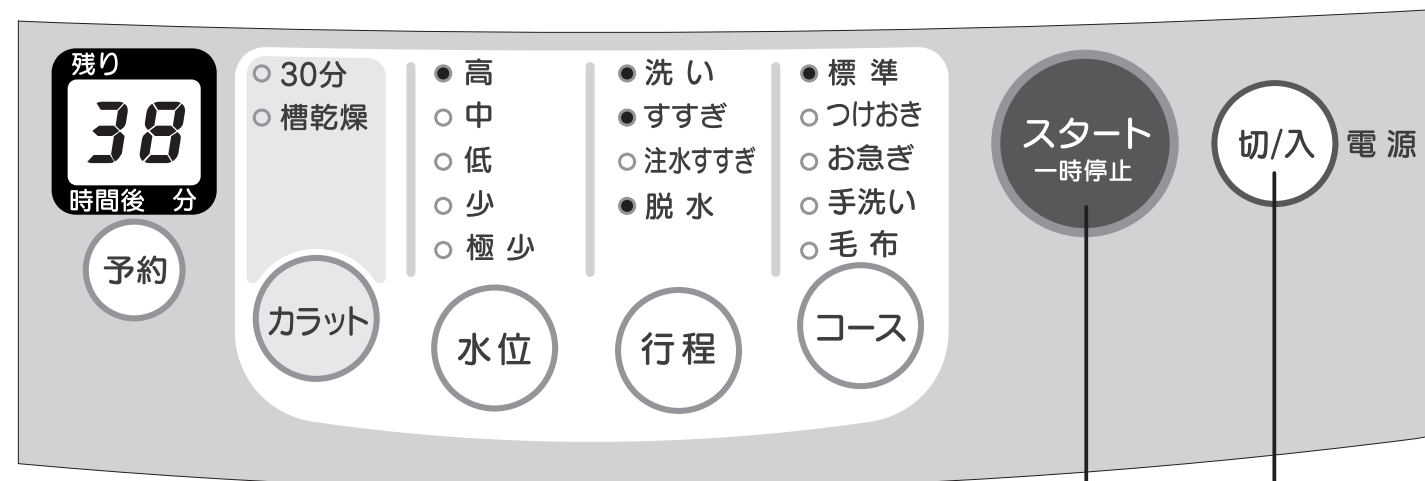 残り
38
時間後 分
予約
30分
槽乾燥
カラット
高
中
低
少
極少
水位
洗い
すすぎ
注水すすぎ
脱水
行程
標準
つけおき
お急ぎ
手洗い
毛布
コース
スタート
一時停止
切/入
電源